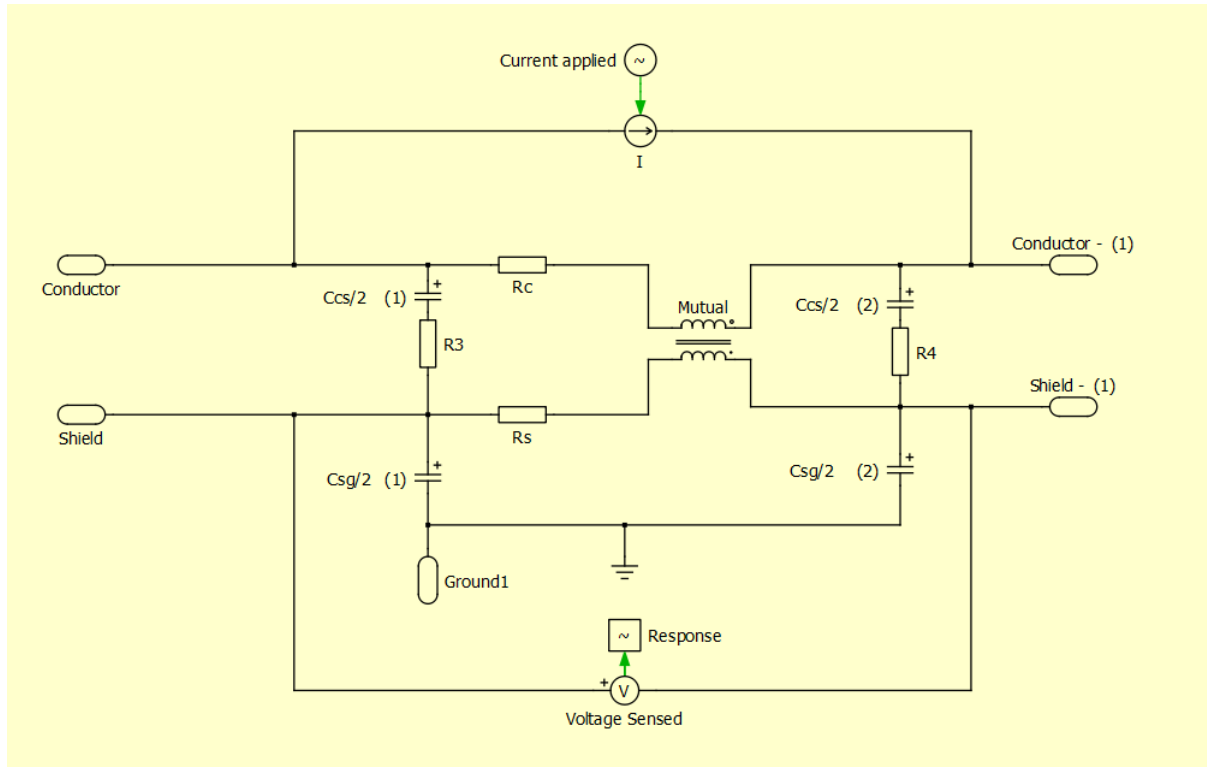 Current applied
~
I
Conductor
Conductor - (1)
Ccs/2 (1)
+
Rc
Mutual
Ccs/2 (2)
+
R3
R4
Shield
Shield - (1)
Rs
Csg/2 (1)
+
Csg/2 (2)
+
Ground1
~
Response
+
V
Voltage Sensed